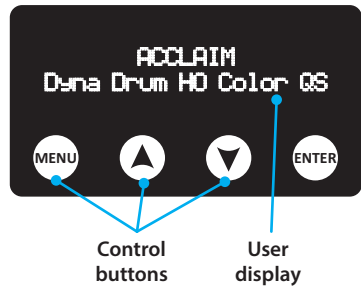 ACCLAIM
Dyna Drum HO Color QS
MENU
ENTER
Control
buttons
User
display